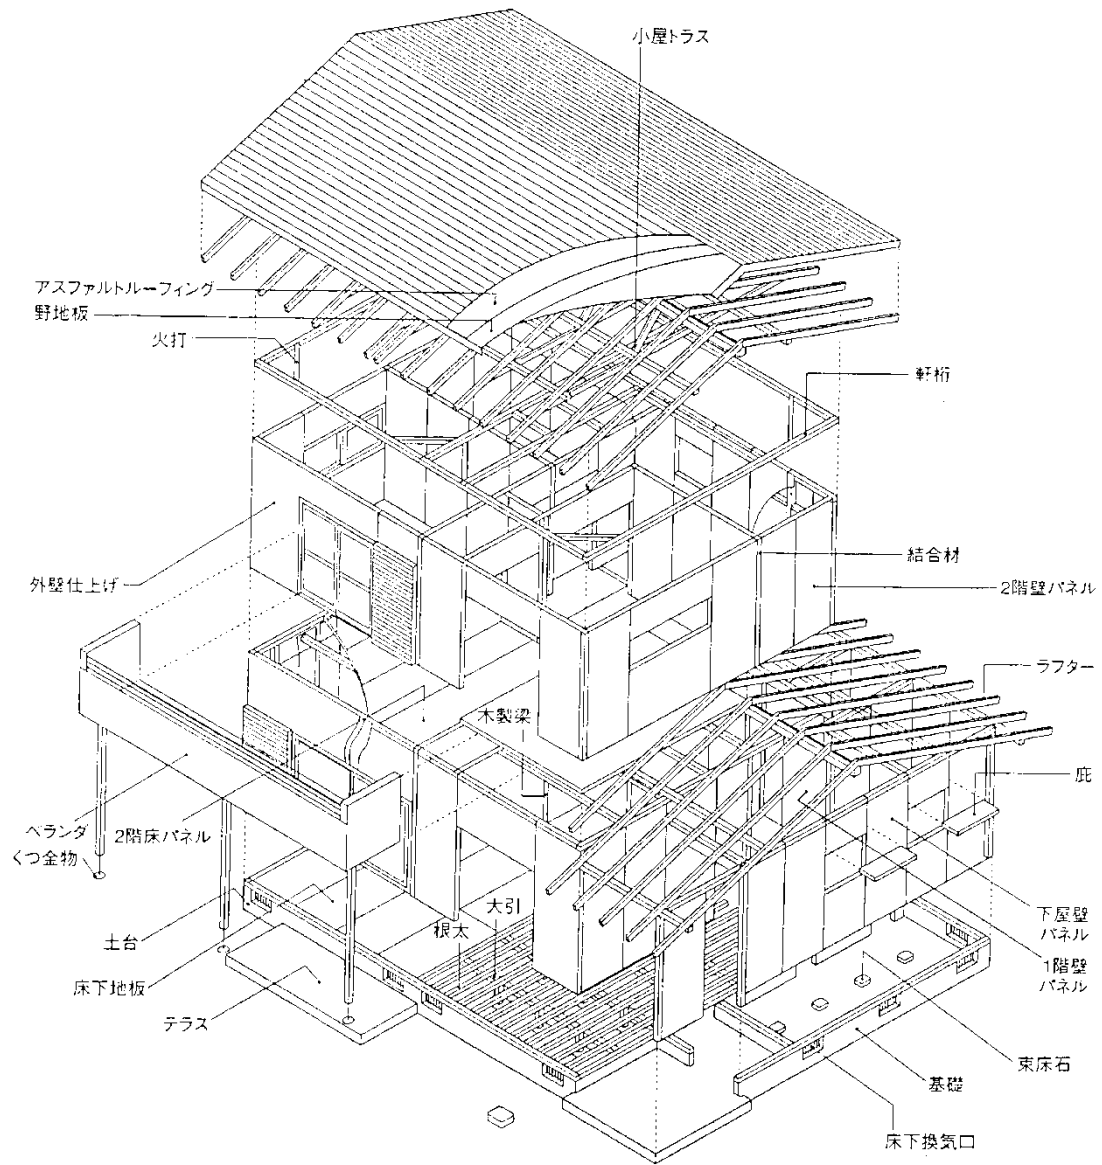 小屋トラス
アスファルトルーフィング
野地板
火打
軒桁
結合材
外壁仕上げ
2階壁パネル
ラフター
木製梁
庇
ベランダ
2階床パネル
くつ金物
大引
根太
下屋壁
パネル
土台
1階壁
パネル
床下地板
テラス
束床石
基礎
床下換気口